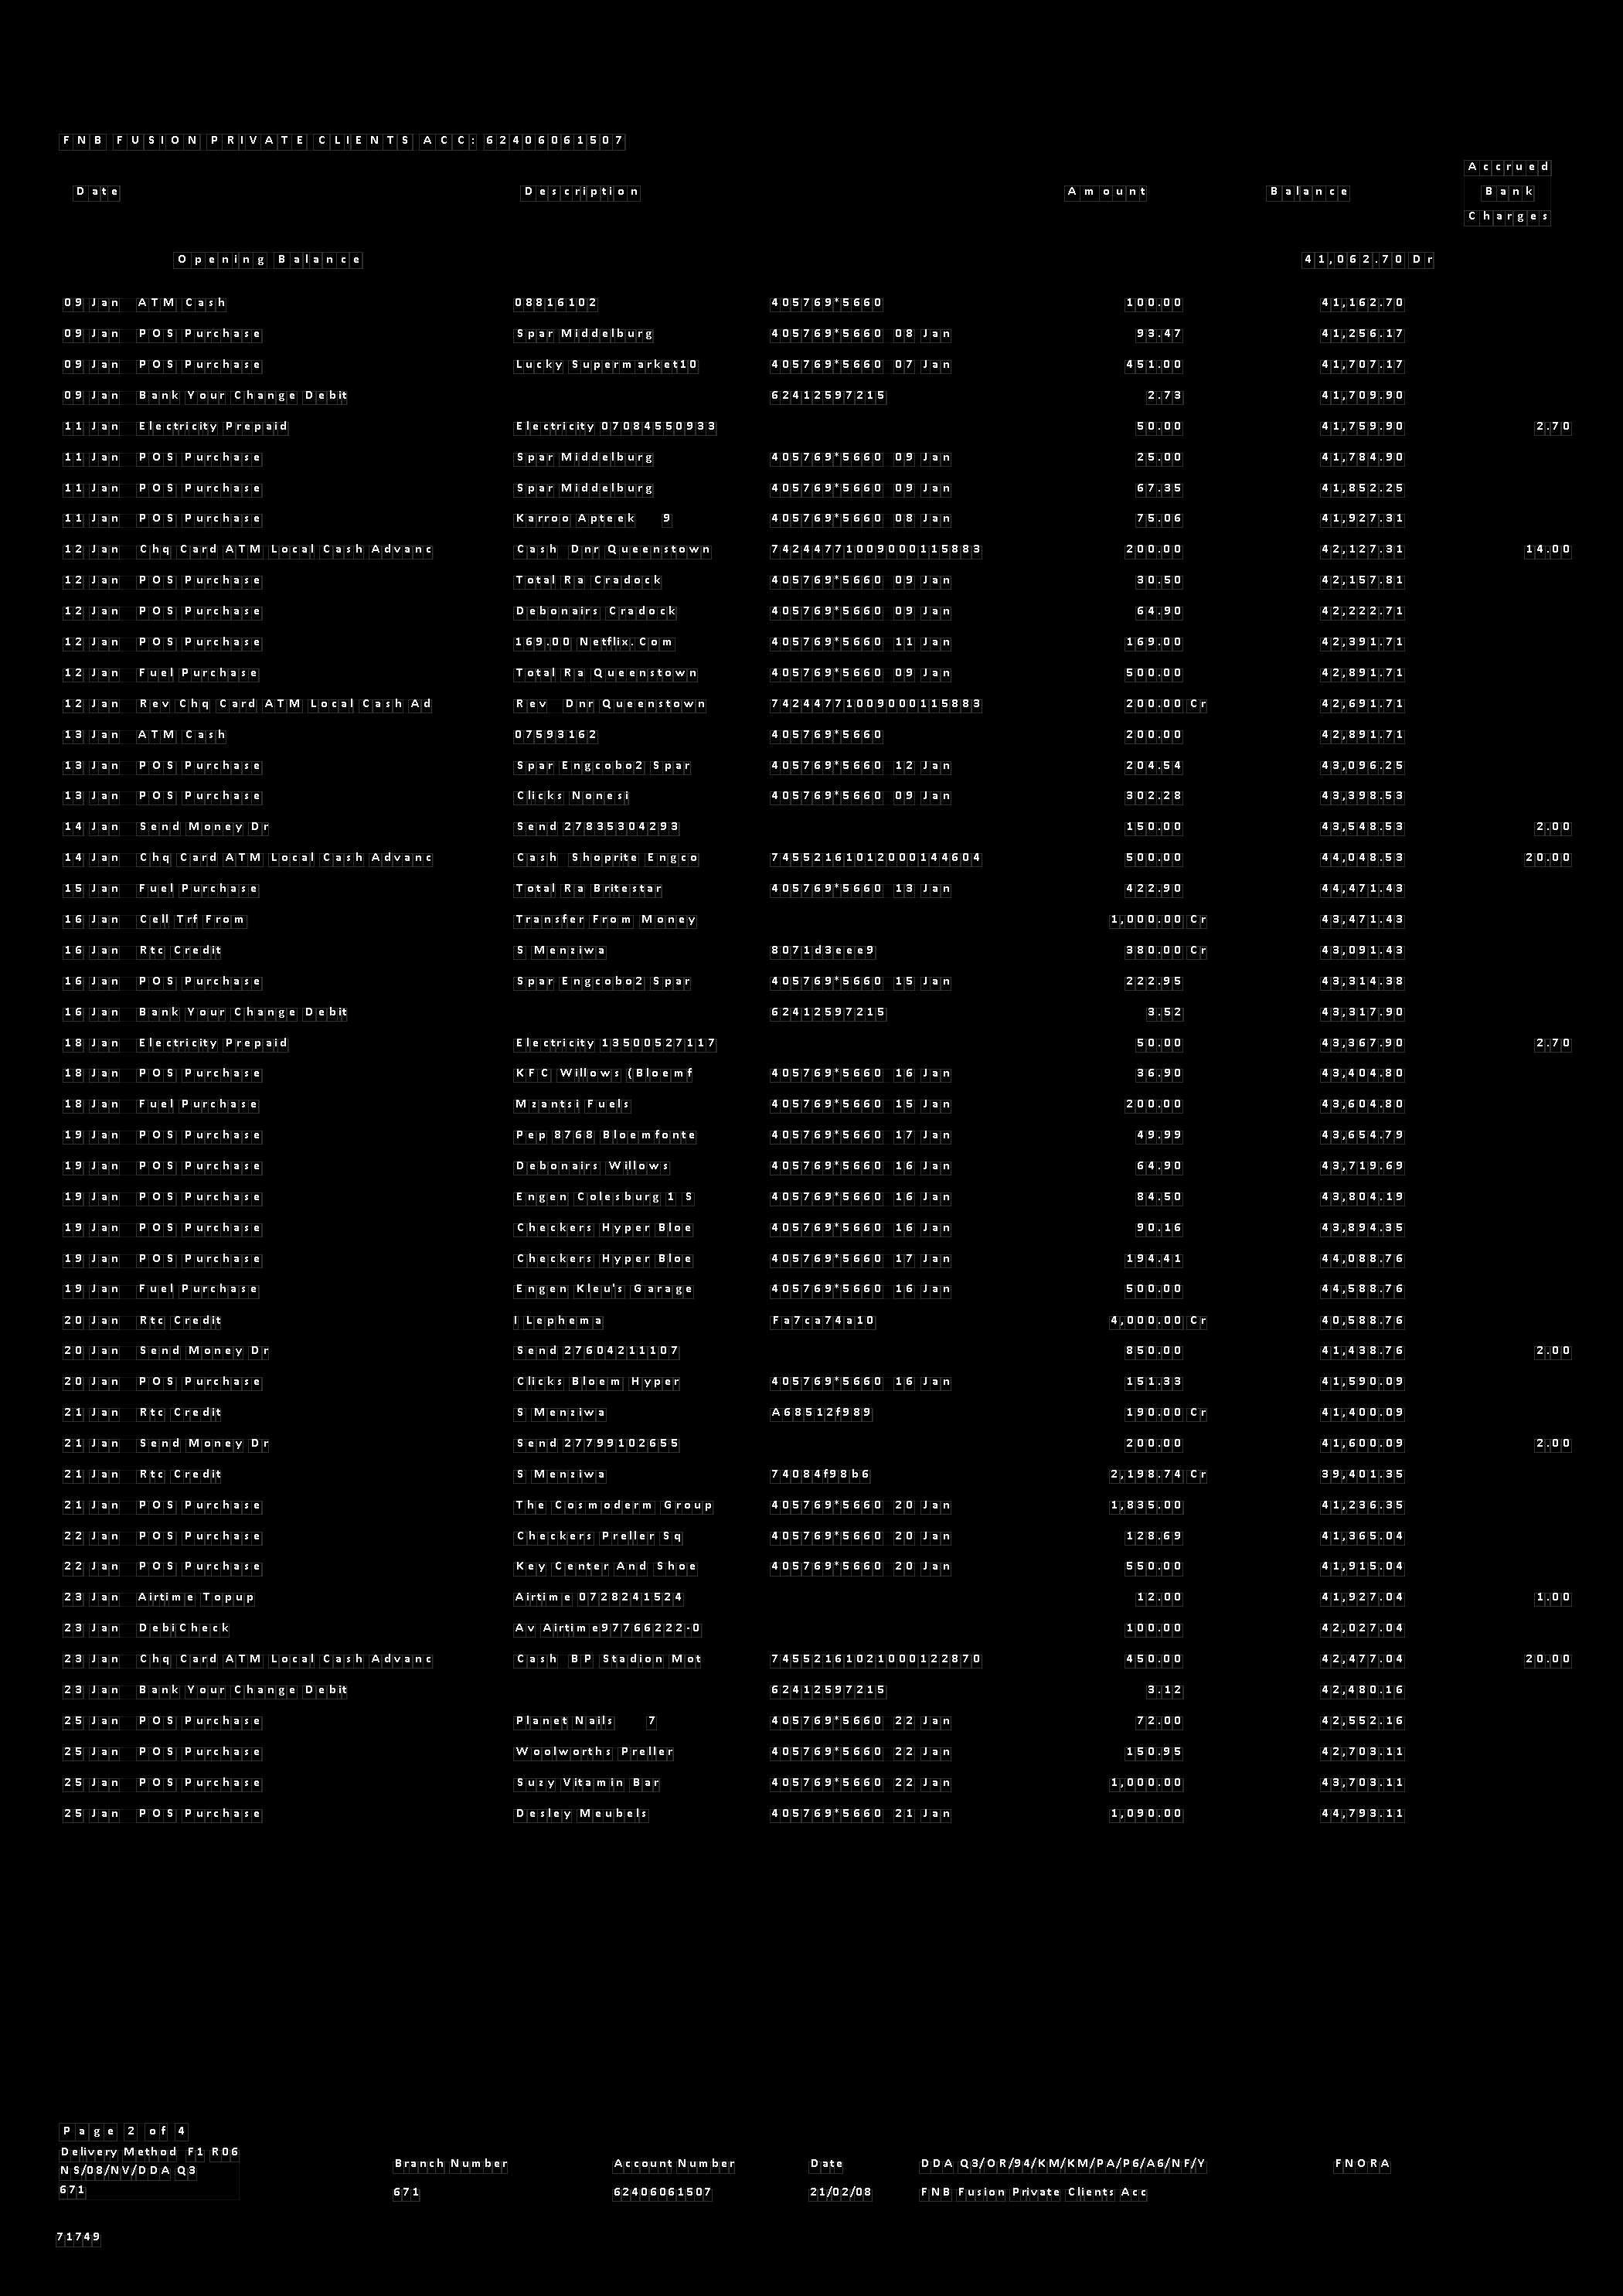 FNB FUSION PRIVATE CLIENTS ACC: 62406061507
Date Description Amount Balance Accrued Bank Charges
Opening Balance 41,062.70 Dr
09 Jan ATM Cash 08816102 405769*5660 100.00 41,162.70
09 Jan POS Purchase Spar Middelburg 405769*5660 08 Jan 93.47 41,256.17
09 Jan POS Purchase Lucky Supermarket10 405769*5660 07 Jan 451.00 41,707.17
09 Jan Bank Your Change Debit 62412597215 2.73 41,709.90
11 Jan Electricity Prepaid Electricity 07084550933 50.00 41,759.90 2.70
11 Jan POS Purchase Spar Middelburg 405769*5660 09 Jan 25.00 41,784.90
11 Jan POS Purchase Spar Middelburg 405769*5660 09 Jan 67.35 41,852.25
11 Jan POS Purchase Karroo Apteek 9 405769*5660 08 Jan 75.06 41,927.31
12 Jan Chq Card ATM Local Cash Advanc Cash Dnr Queenstown 74244771009000115883 200.00 42,127.31 14.00
12 Jan POS Purchase Total Ra Cradock 405769*5660 09 Jan 30.50 42,157.81
12 Jan POS Purchase Debonairs Cradock 405769*5660 09 Jan 64.90 42,222.71
12 Jan POS Purchase 169.00 Netflix.Com 405769*5660 11 Jan 169.00 42,391.71
12 Jan Fuel Purchase Total Ra Queenstown 405769*5660 09 Jan 500.00 42,891.71
12 Jan Rev Chq Card ATM Local Cash Ad Rev Dnr Queenstown 74244771009000115883 200.00 Cr 42,691.71
13 Jan ATM Cash 07593162 405769*5660 200.00 42,891.71
13 Jan POS Purchase Spar Engcobo2 Spar 405769*5660 12 Jan 204.54 43,096.25
13 Jan POS Purchase Clicks Nonesi 405769*5660 09 Jan 302.28 43,398.53
14 Jan Send Money Dr Send 27835304293 150.00 43,548.53 2.00
14 Jan Chq Card ATM Local Cash Advanc Cash Shoprite Engco 74552161012000144604 500.00 44,048.53 20.00
15 Jan Fuel Purchase Total Ra Britestar 405769*5660 13 Jan 422.90 44,471.43
16 Jan Cell Trf From Transfer From Money 1,000.00 Cr 43,471.43
16 Jan Rtc Credit S Menziwa 8071d3eee9 380.00 Cr 43,091.43
16 Jan POS Purchase Spar Engcobo2 Spar 405769*5660 15 Jan 222.95 43,314.38
16 Jan Bank Your Change Debit 62412597215 3.52 43,317.90
18 Jan Electricity Prepaid Electricity 13500527117 50.00 43,367.90 2.70
18 Jan POS Purchase KFC Willows (Bloemf 405769*5660 16 Jan 36.90 43,404.80
18 Jan Fuel Purchase Mzantsi Fuels 405769*5660 15 Jan 200.00 43,604.80
19 Jan POS Purchase Pep 8768 Bloemfonte 405769*5660 17 Jan 49.99 43,654.79
19 Jan POS Purchase Debonairs Willows 405769*5660 16 Jan 64.90 43,719.69
19 Jan POS Purchase Engen Colesburg 1 S 405769*5660 16 Jan 84.50 43,804.19
19 Jan POS Purchase Checkers Hyper Bloe 405769*5660 16 Jan 90.16 43,894.35
19 Jan POS Purchase Checkers Hyper Bloe 405769*5660 17 Jan 194.41 44,088.76
19 Jan Fuel Purchase Engen Kleu's Garage 405769*5660 16 Jan 500.00 44,588.76
20 Jan Rtc Credit I Lephema Fa7ca74a10 4,000.00 Cr 40,588.76
20 Jan Send Money Dr Send 27604211107 850.00 41,438.76 2.00
20 Jan POS Purchase Clicks Bloem Hyper 405769*5660 16 Jan 151.33 41,590.09
21 Jan Rtc Credit S Menziwa A68512f989 190.00 Cr 41,400.09
21 Jan Send Money Dr Send 27799102655 200.00 41,600.09 2.00
21 Jan Rtc Credit S Menziwa 74084f98b6 2,198.74 Cr 39,401.35
21 Jan POS Purchase The Cosmoderm Group 405769*5660 20 Jan 1,835.00 41,236.35
22 Jan POS Purchase Checkers Preller Sq 405769*5660 20 Jan 128.69 41,365.04
22 Jan POS Purchase Key Center And Shoe 405769*5660 20 Jan 550.00 41,915.04
23 Jan Airtime Topup Airtime 0728241524 12.00 41,927.04 1.00
23 Jan DebiCheck Av Airtime97766222-0 100.00 42,027.04
23 Jan Chq Card ATM Local Cash Advanc Cash BP Stadion Mot 74552161021000122870 450.00 42,477.04 20.00
23 Jan Bank Your Change Debit 62412597215 3.12 42,480.16
25 Jan POS Purchase Planet Nails 7 405769*5660 22 Jan 72.00 42,552.16
25 Jan POS Purchase Woolworths Preller 405769*5660 22 Jan 150.95 42,703.11
25 Jan POS Purchase Suzy Vitamin Bar 405769*5660 22 Jan 1,000.00 43,703.11
25 Jan POS Purchase Desley Meubels 405769*5660 21 Jan 1,090.00 44,793.11
Page 2 of 4
Delivery Method F1 R06
NS/08/NV/DDA Q3
671
Branch Number Account Number Date DDA Q3/OR/94/KM/KM/PA/P6/A6/NF/Y FNORA
671 62406061507 21/02/08 FNB Fusion Private Clients Acc
71749